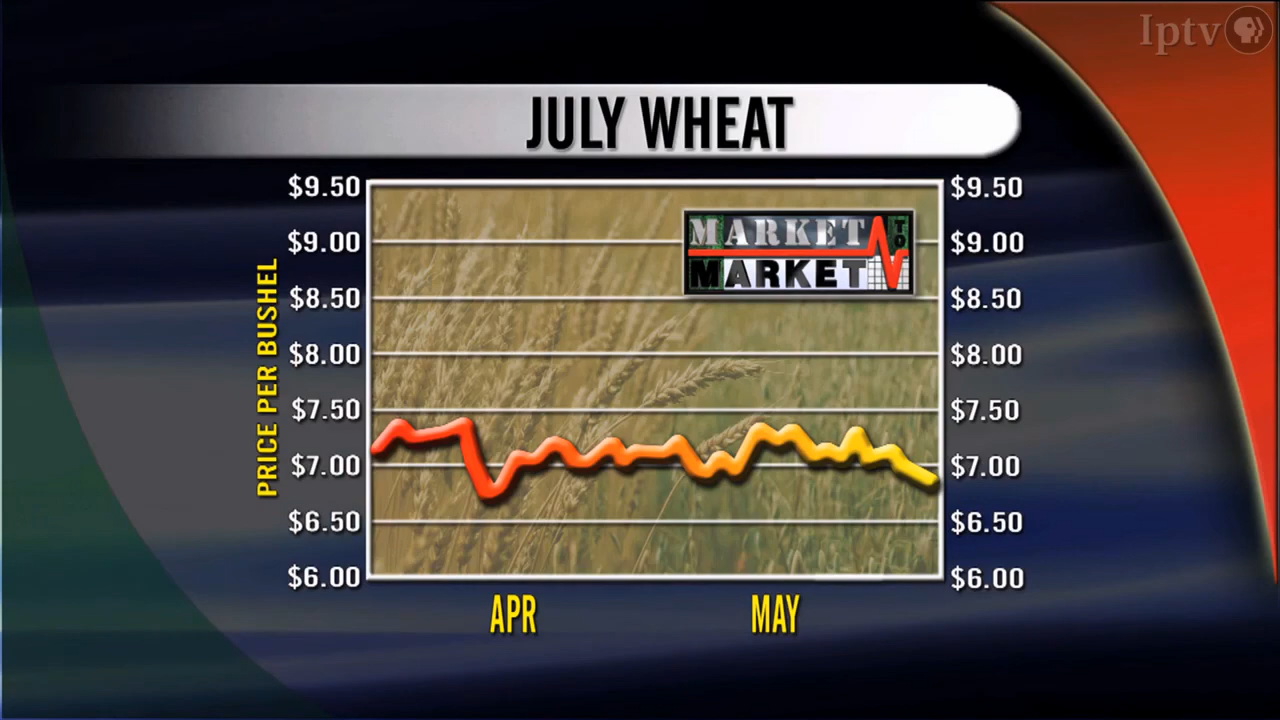 Iptv
JULY WHEAT
$9.50 $9.50
MARKET TO
MARKET
$9.00 $9.00
$8.50 $8.50
$8.00 $8.00
$7.50 $7.50
$7.00 $7.00
$6.50 $6.50
$6.00 $6.00
PRICE PER BUSHEL
APR MAY